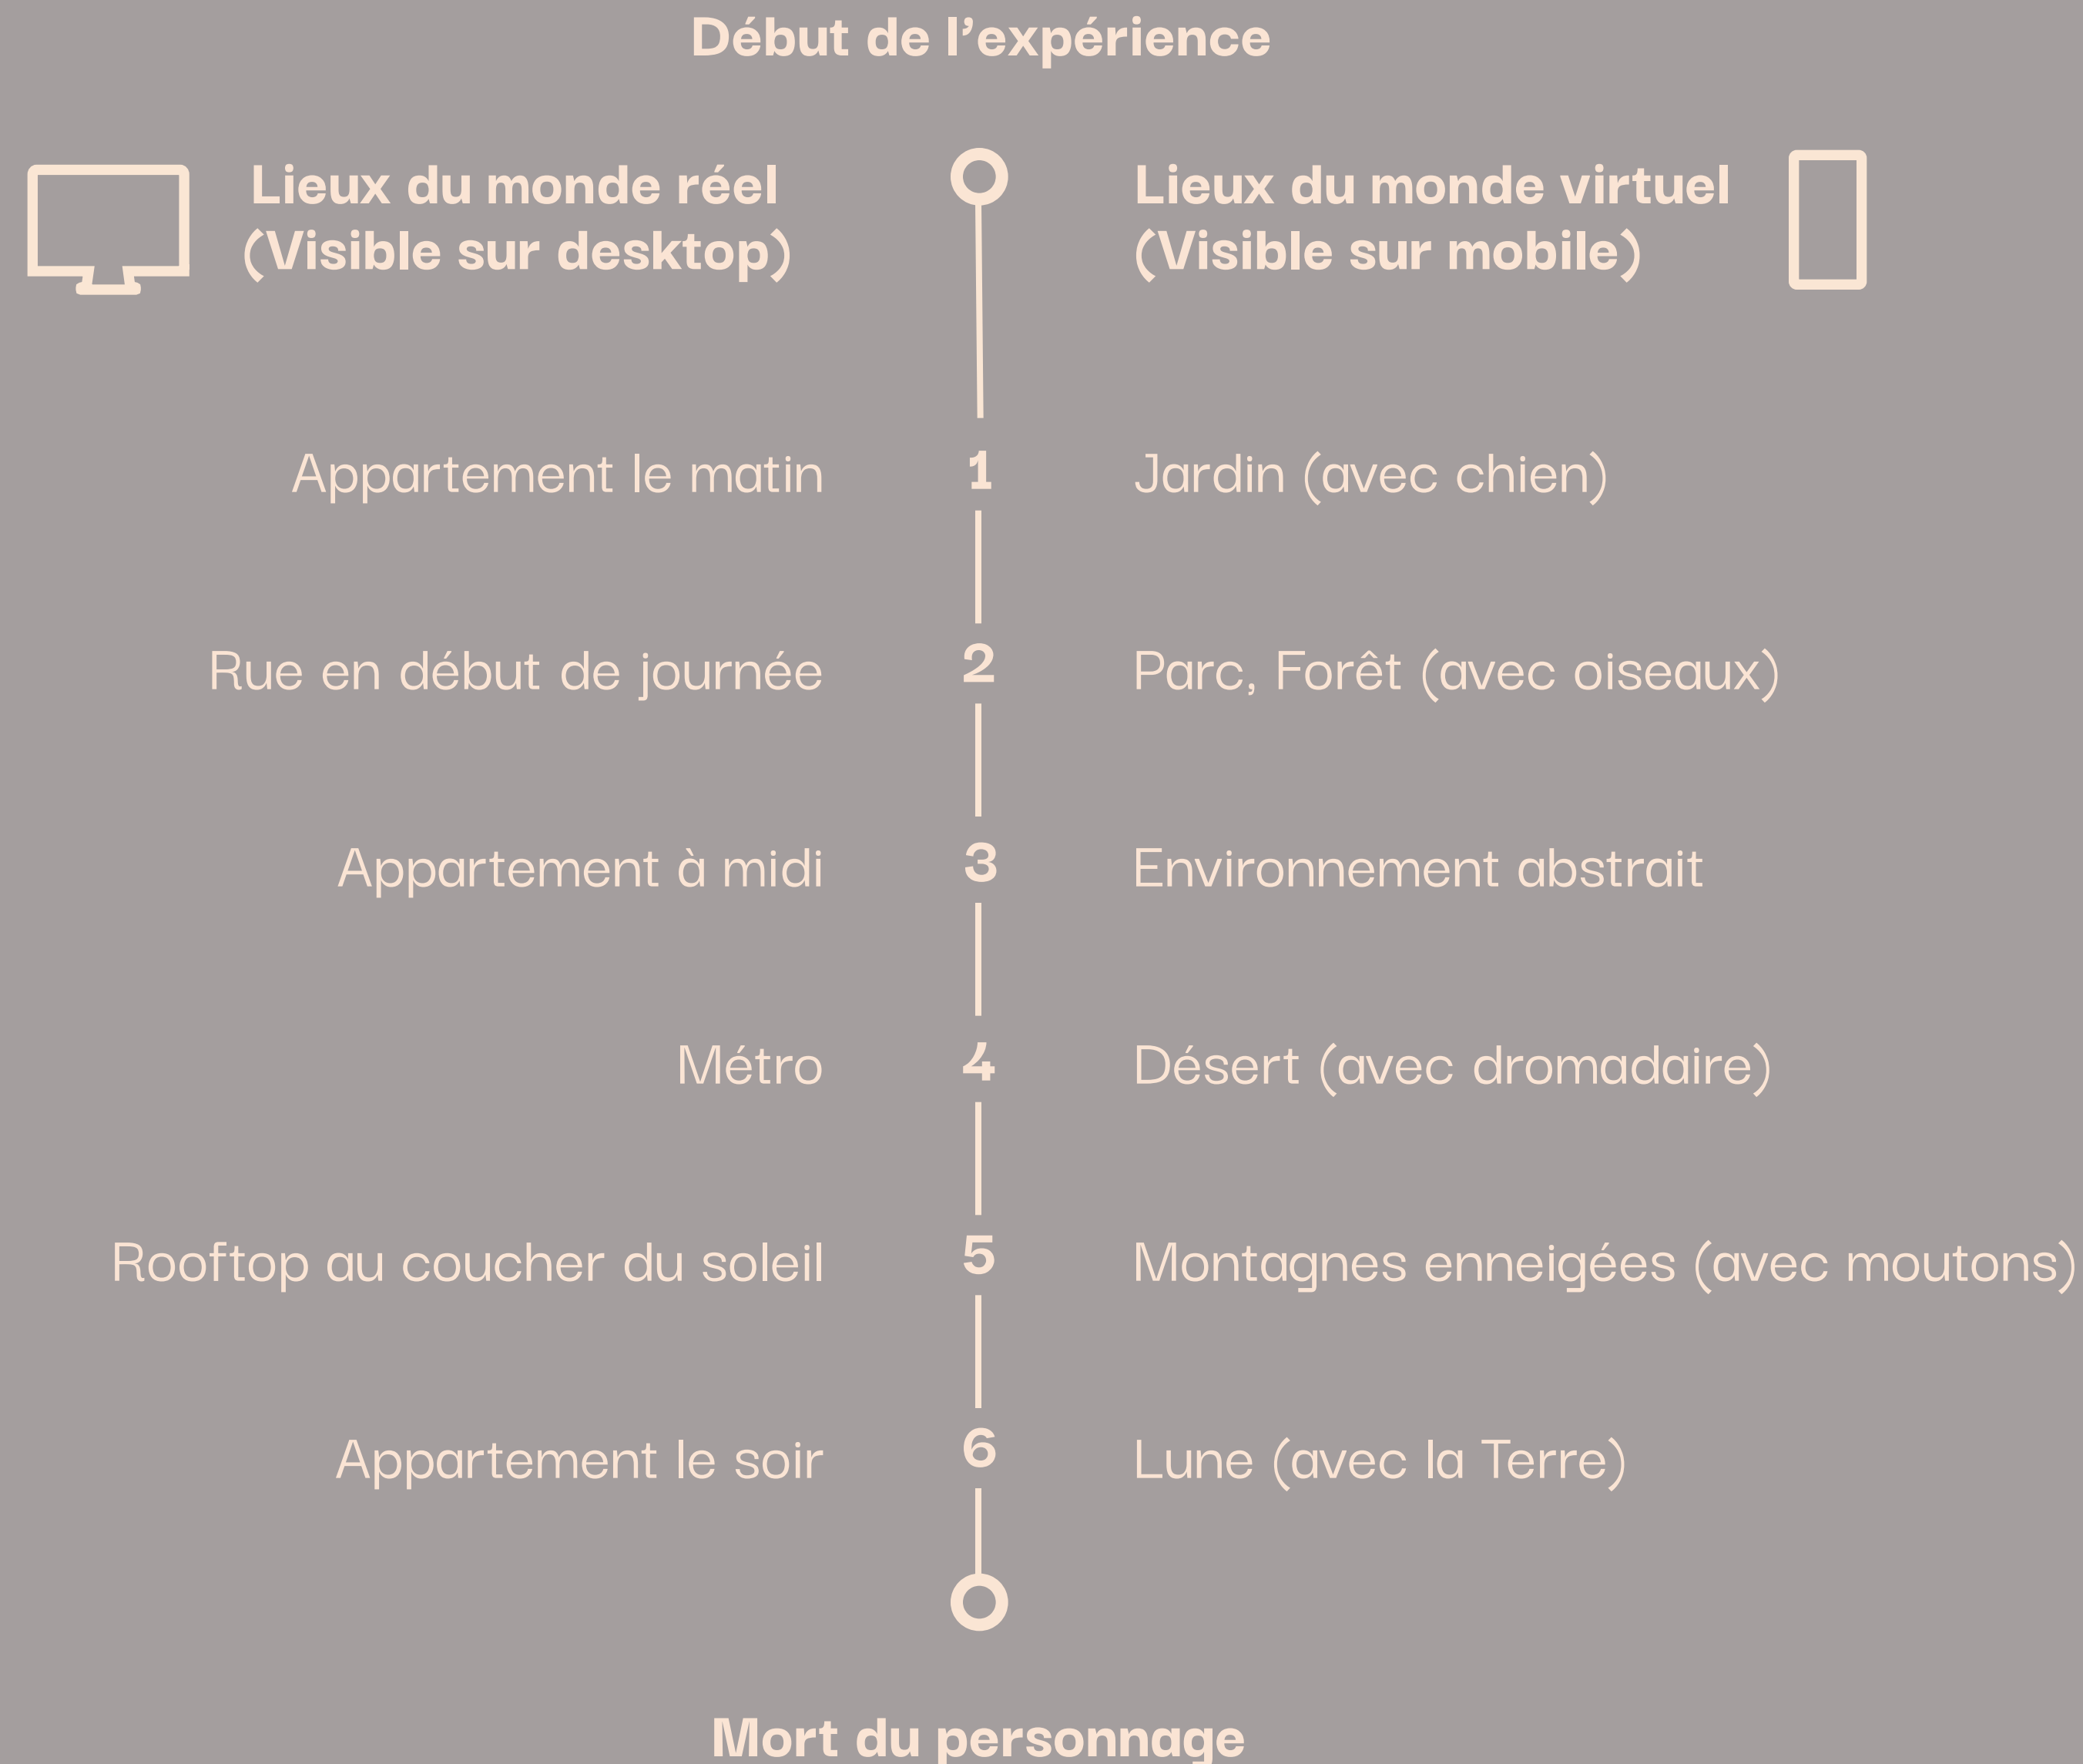 Début de l’expérience
Lieux du monde réel
(Visible sur desktop)
Lieux du monde virtuel
(Visible sur mobile)
Appartement le matin
1
Jardin (avec chien)
Rue en début de journée
2
Parc, Forêt (avec oiseaux)
Appartement à midi
3
Environnement abstrait
Métro
4
Désert (avec dromadaire)
Rooftop au coucher du soleil
5
Montagnes enneigées (avec moutons)
Appartement le soir
6
Lune (avec la Terre)
Mort du personnage